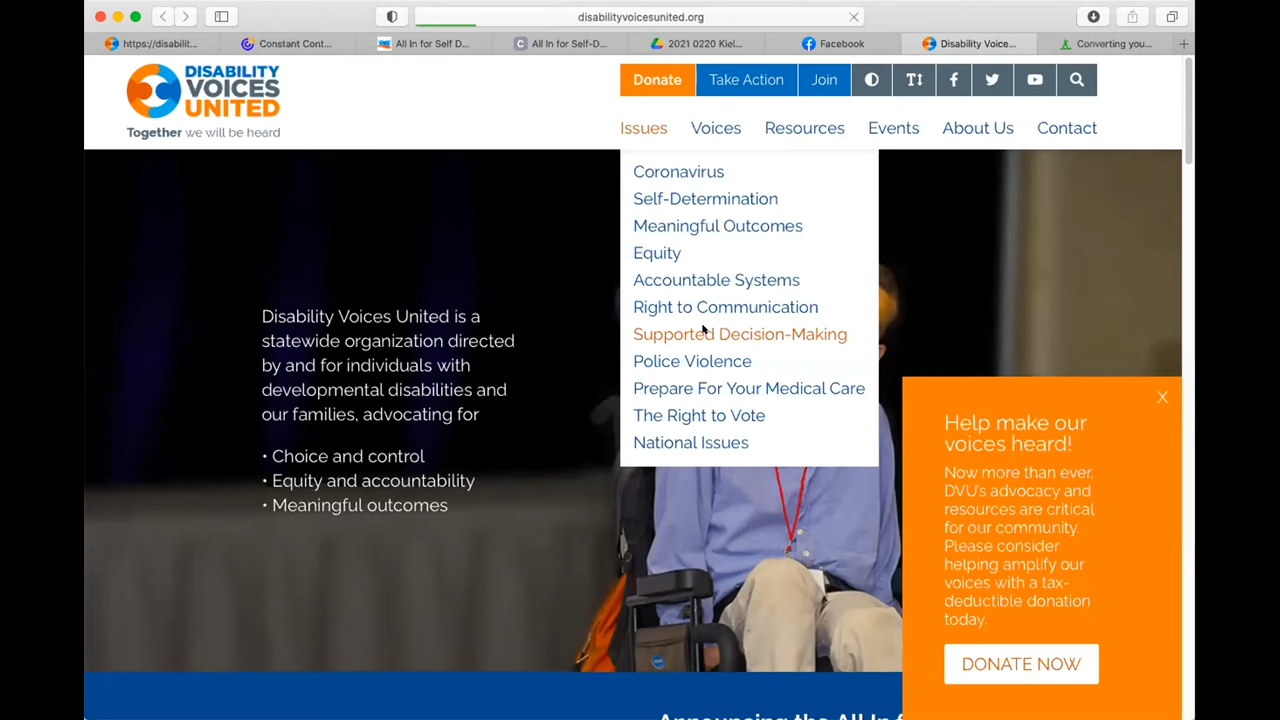 disabilityvoicesunited.org
https://disabilit...
Constant Cont...
All In for Self D...
All In for Self-D...
2021 0220 Kiel...
Facebook
Disability Voice...
Converting you...
DISABILITY
VOICES
UNITED
Together we will be heard
Donate
Take Action
Join
Issues
Voices
Resources
Events
About Us
Contact
Coronavirus
Self-Determination
Meaningful Outcomes
Equity
Accountable Systems
Right to Communication
Supported Decision-Making
Police Violence
Prepare For Your Medical Care
The Right to Vote
National Issues
Disability Voices United is a
statewide organization directed
by and for individuals with
developmental disabilities and
our families, advocating for
• Choice and control
• Equity and accountability
• Meaningful outcomes
X
Help make our
voices heard!
Now more than ever,
DVU's advocacy and
resources are critical
for our community.
Please consider
helping amplify our
voices with a tax-
deductible donation
today.
DONATE NOW
Announcing the All In f